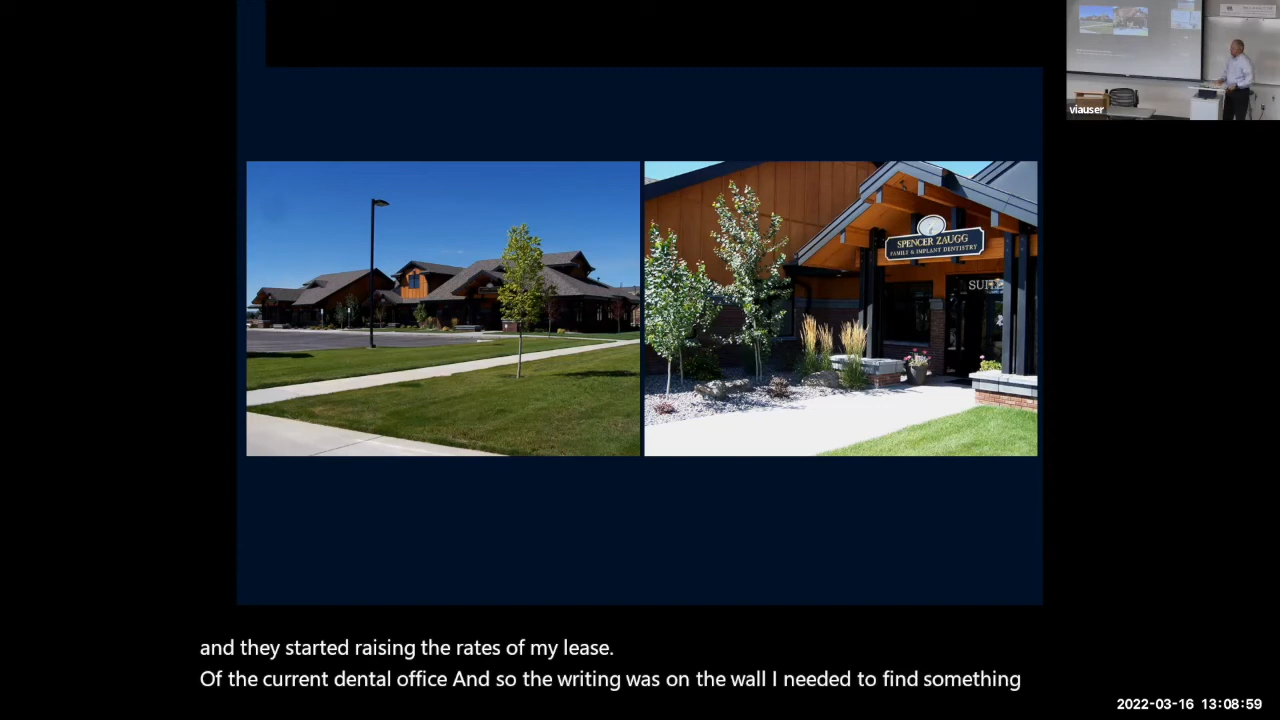 viauser
SPENCER ZAUGG
FAMILY & IMPLANT DENTISTRY
SUITE
and they started raising the rates of my lease.
Of the current dental office And so the writing was on the wall I needed to find something
2022-03-16 13:08:59